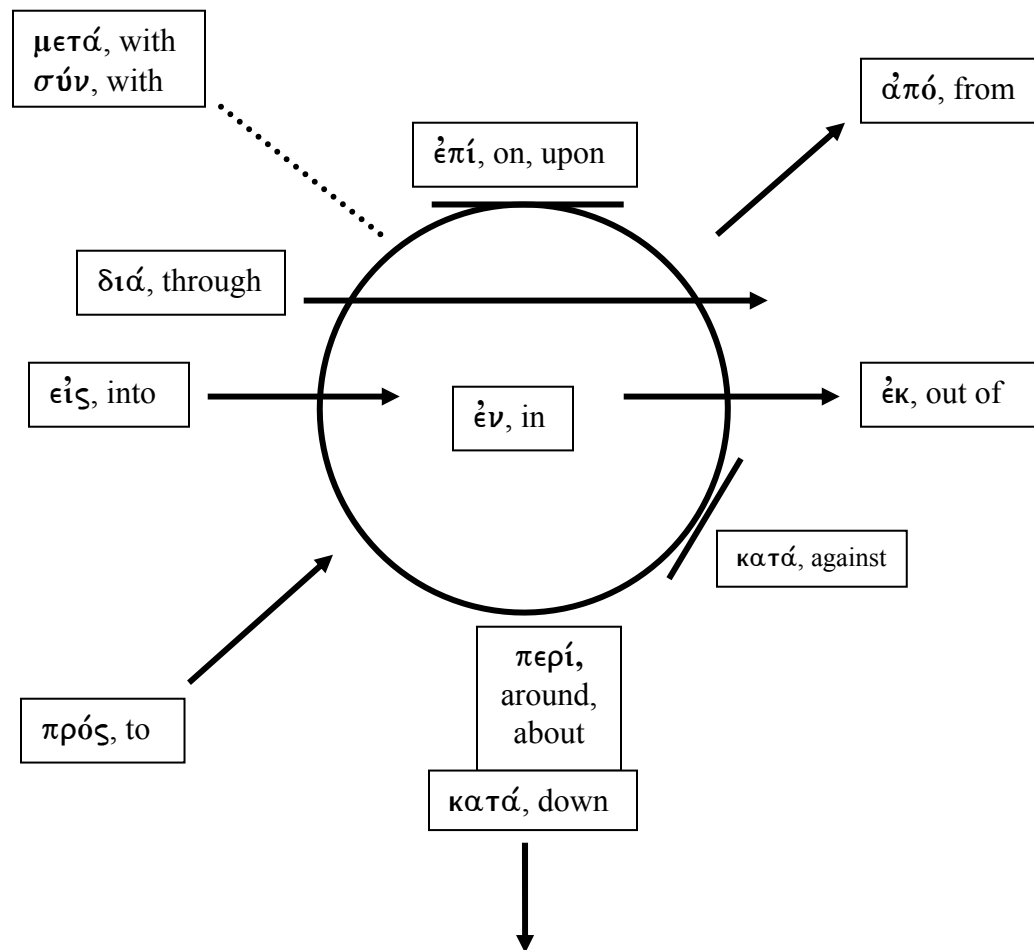 μετά, with
σύν, with
ἀπό, from
ἐπί, on, upon
διά, through
εἰς, into
ἐν, in
ἐκ, out of
κατά, against
περί,
around,
about
πρός, to
κατά, down